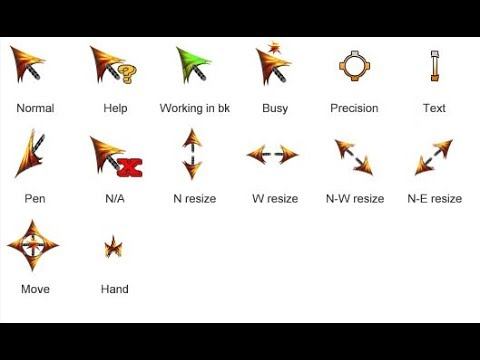 Normal Help Working in bk Busy Precision Text
Pen N/A N resize W resize N-W resize N-E resize
Move Hand